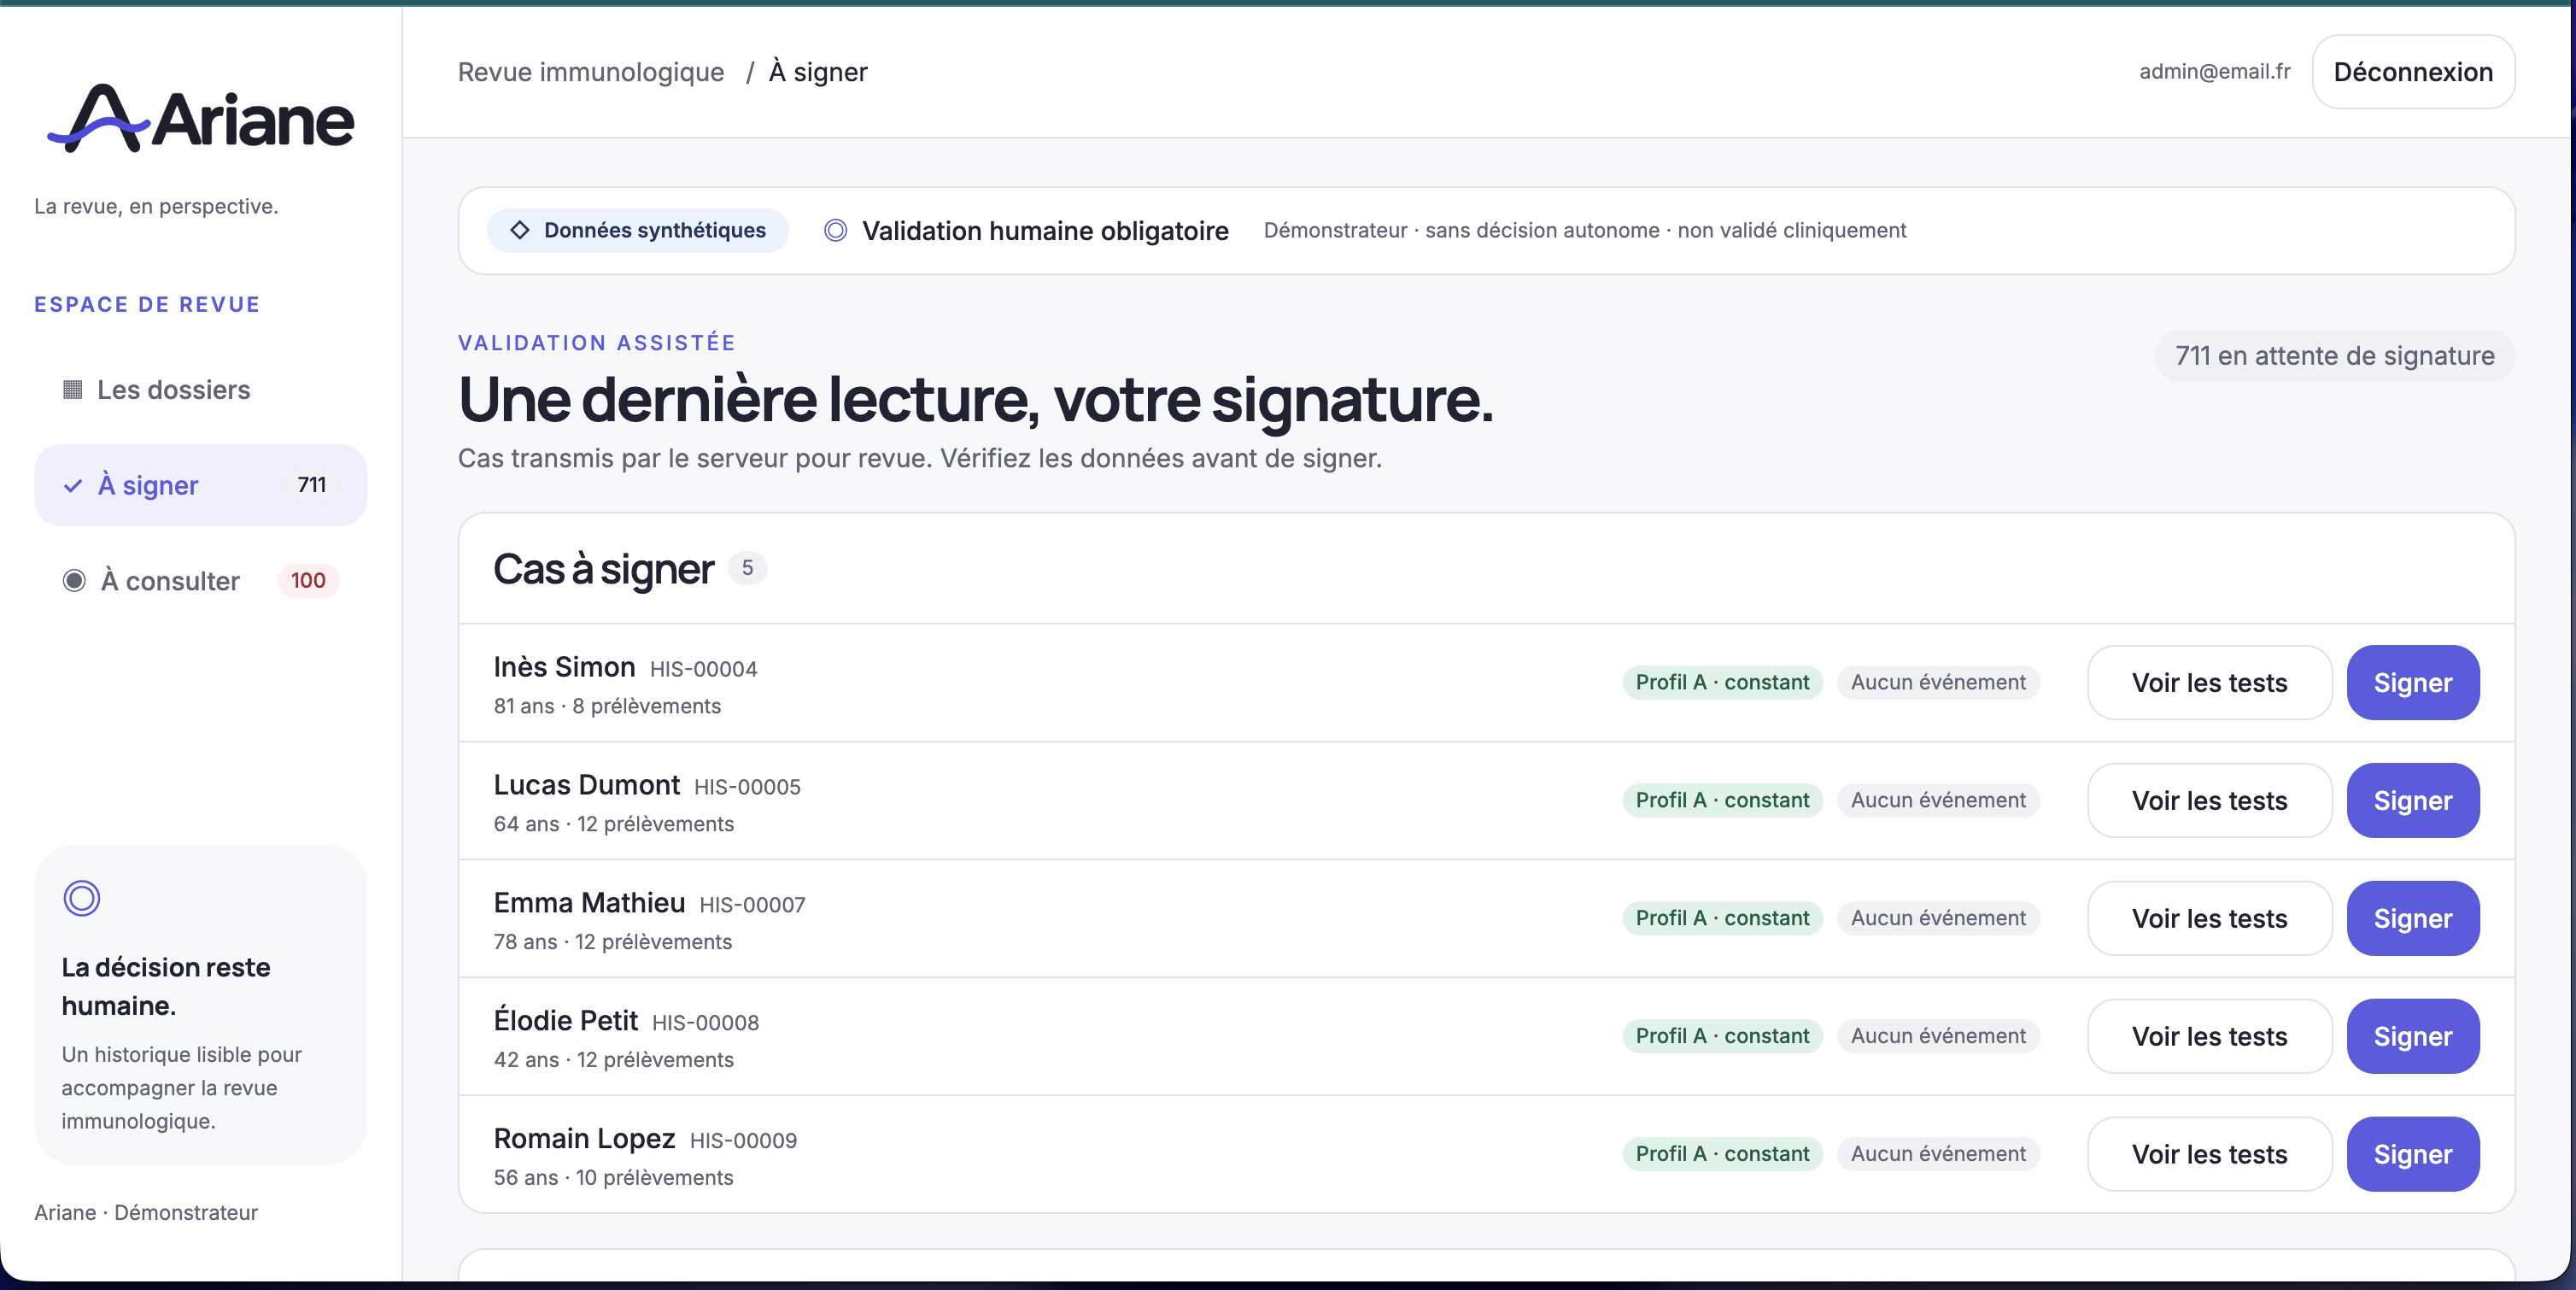 Ariane
La revue, en perspective.
ESPACE DE REVUE
Les dossiers
À signer 711
À consulter 100
La décision reste
humaine.
Un historique lisible pour
accompagner la revue
immunologique.
Ariane · Démonstrateur
Revue immunologique / À signer
admin@email.fr Déconnexion
Données synthétiques Validation humaine obligatoire Démonstrateur · sans décision autonome · non validé cliniquement
VALIDATION ASSISTÉE
711 en attente de signature
Une dernière lecture, votre signature.
Cas transmis par le serveur pour revue. Vérifiez les données avant de signer.
Cas à signer 5
Inès Simon HIS-00004
81 ans · 8 prélèvements
Profil A · constant Aucun événement Voir les tests Signer
Lucas Dumont HIS-00005
64 ans · 12 prélèvements
Profil A · constant Aucun événement Voir les tests Signer
Emma Mathieu HIS-00007
78 ans · 12 prélèvements
Profil A · constant Aucun événement Voir les tests Signer
Élodie Petit HIS-00008
42 ans · 12 prélèvements
Profil A · constant Aucun événement Voir les tests Signer
Romain Lopez HIS-00009
56 ans · 10 prélèvements
Profil A · constant Aucun événement Voir les tests Signer